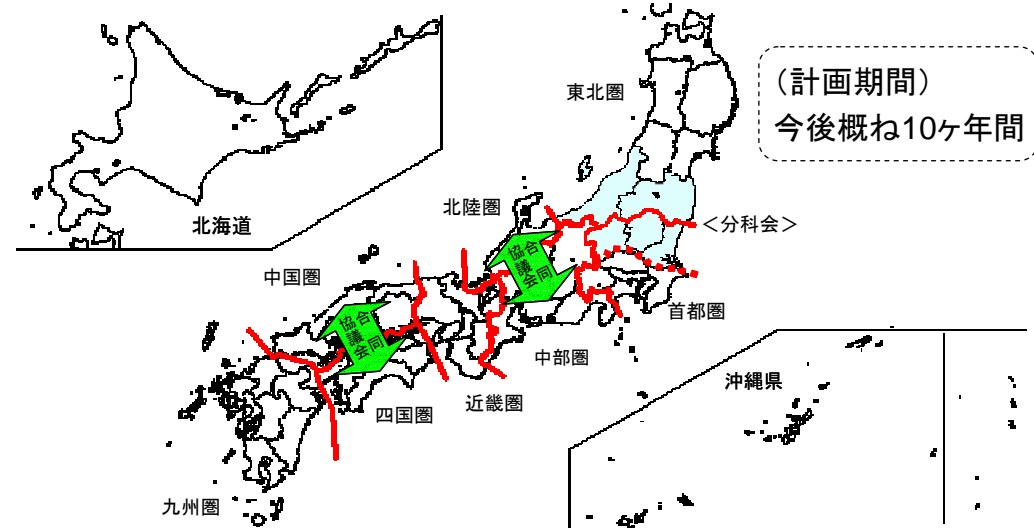 (計画期間)
今後概ね10ヶ年間
東北圏
北陸圏
<分科会>
北海道
合同
協議会
中国圏
首都圏
合同
協議会
中部圏
沖縄県
近畿圏
四国圏
九州圏